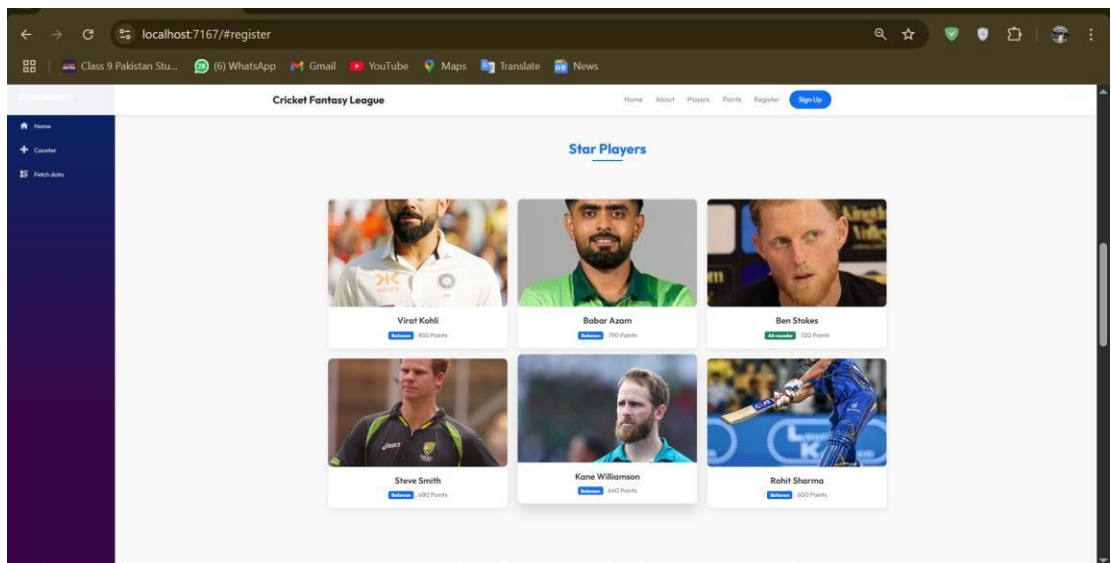 localhost:7167/#register
Class 9 Pakistan Stu... (6) WhatsApp Gmail YouTube Maps Translate News
Cricket Fantasy League Home About Players Points Register Sign Up
Home
Counter
Fetch data
Star Players
Virat Kohli Babar Azam Ben Stokes
Batsman 850 Points Batsman 790 Points All-rounder 720 Points
Steve Smith Kane Williamson Rohit Sharma
Batsman 680 Points Batsman 640 Points Batsman 600 Points